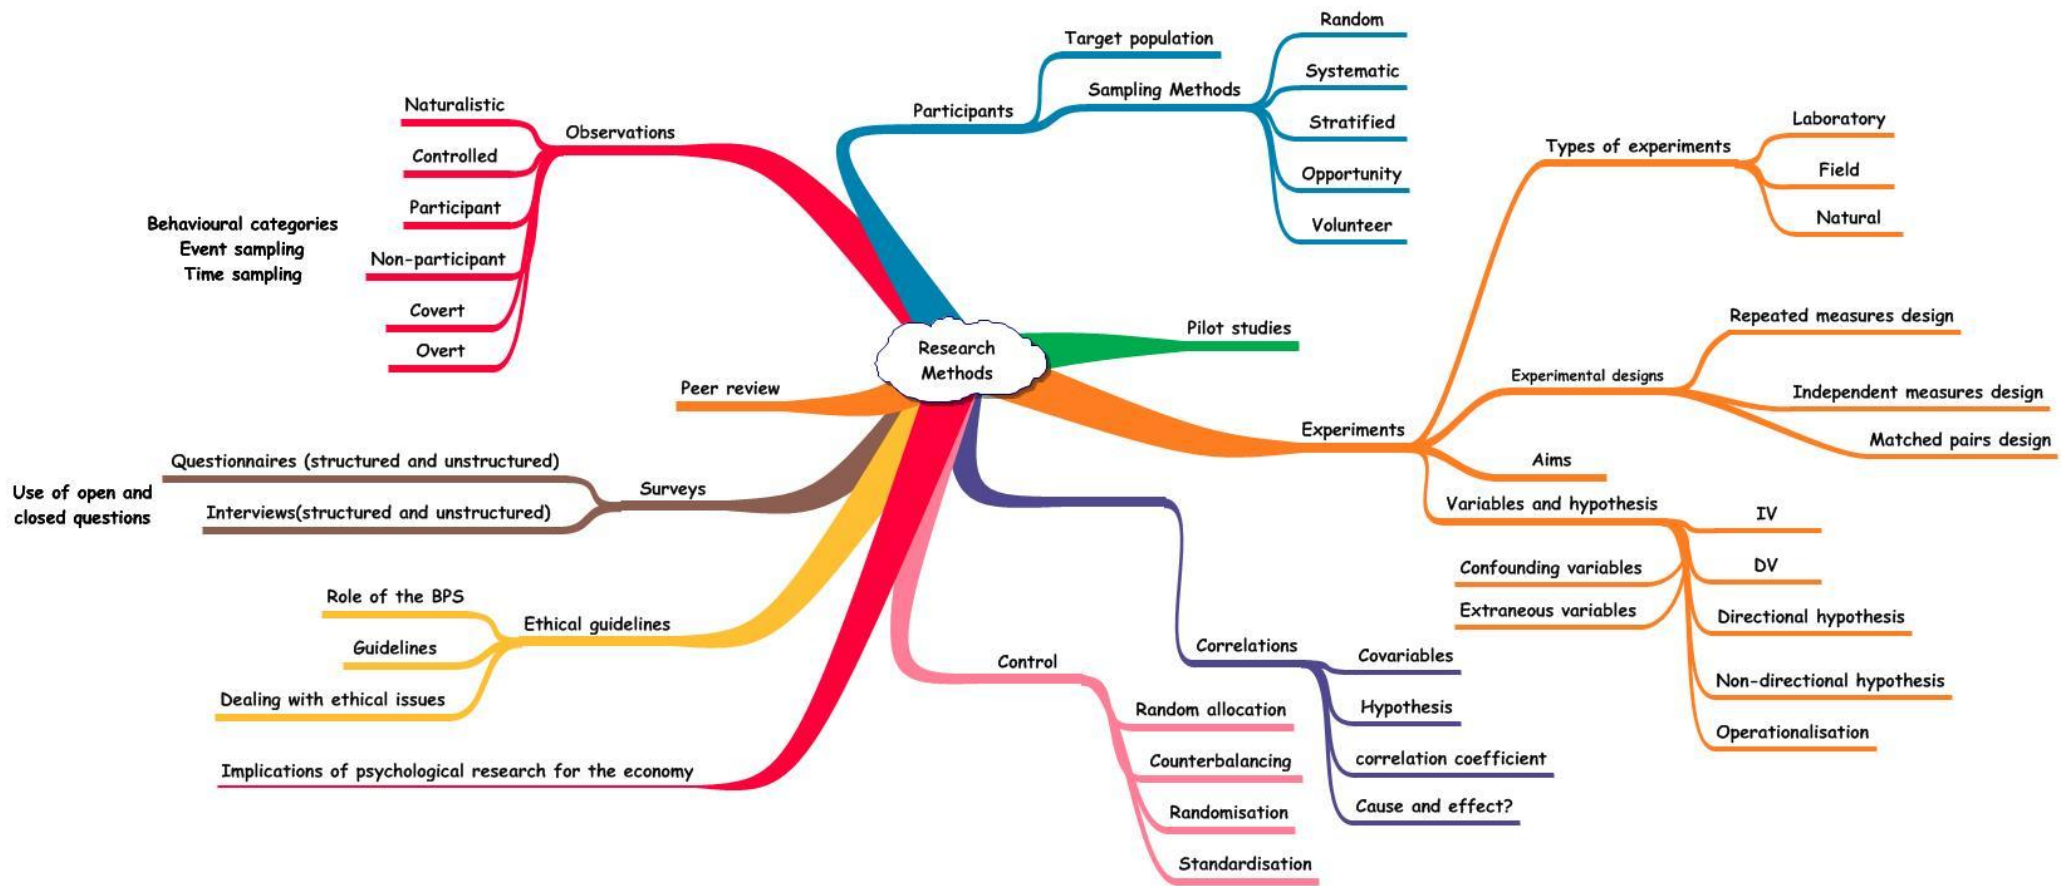 Research
Methods
Participants
Target population
Sampling Methods
Random
Systematic
Stratified
Opportunity
Volunteer
Pilot studies
Experiments
Types of experiments
Laboratory
Field
Natural
Experimental designs
Repeated measures design
Independent measures design
Matched pairs design
Aims
Variables and hypothesis
IV
DV
Confounding variables
Extraneous variables
Directional hypothesis
Non-directional hypothesis
Operationalisation
Correlations
Covariables
Hypothesis
correlation coefficient
Cause and effect?
Control
Random allocation
Counterbalancing
Randomisation
Standardisation
Implications of psychological research for the economy
Ethical guidelines
Role of the BPS
Guidelines
Dealing with ethical issues
Surveys
Questionnaires (structured and unstructured)
Interviews(structured and unstructured)
Use of open and
closed questions
Peer review
Observations
Naturalistic
Controlled
Participant
Non-participant
Covert
Overt
Behavioural categories
Event sampling
Time sampling